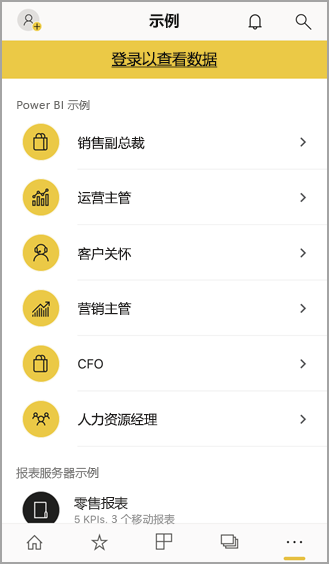 示例
登录以查看数据
Power BI 示例
销售副总裁
运营主管
客户关怀
营销主管
CFO
人力资源经理
报表服务器示例
零售报表
5 KPIs. 3 个移动报表